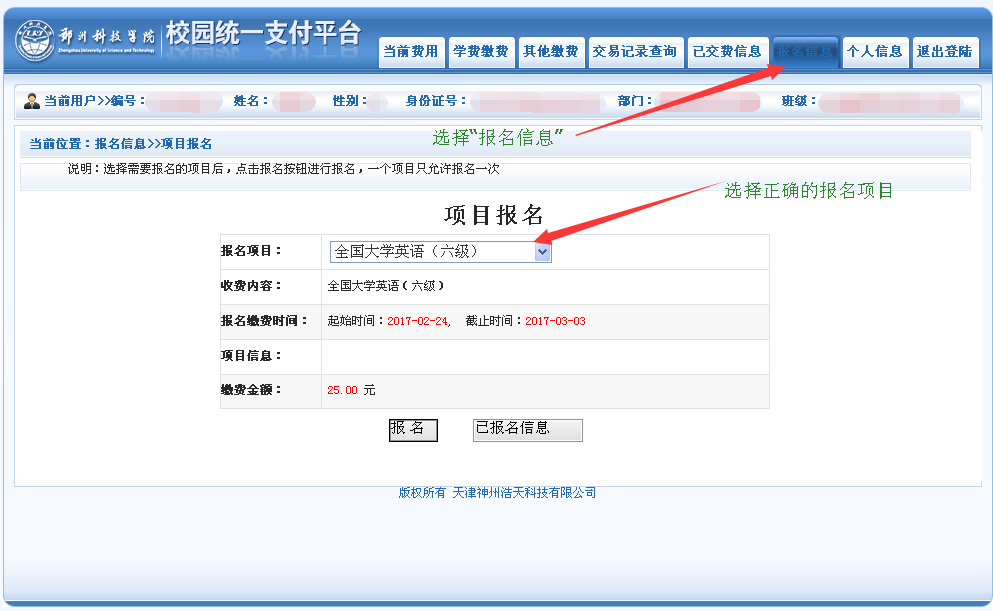 郑州科技学院
Zhengzhou University of Science and Technology
校园统一支付平台
当前费用 学费缴费 其他缴费 交易记录查询 已交费信息 报名信息 个人信息 退出登陆
当前用户>>编号： 姓名： 性别： 身份证号： 部门： 班级：
选择“报名信息”
当前位置：报名信息>>项目报名
说明：选择需要报名的项目后，点击报名按钮进行报名，一个项目只允许报名一次
选择正确的报名项目
项目报名
报名项目： 全国大学英语（六级）
收费内容： 全国大学英语（六级）
报名缴费时间： 起始时间：2017-02-24, 截止时间：2017-03-03
项目信息：
缴费金额： 25.00 元
报 名 已报名信息
版权所有 天津神州浩天科技有限公司